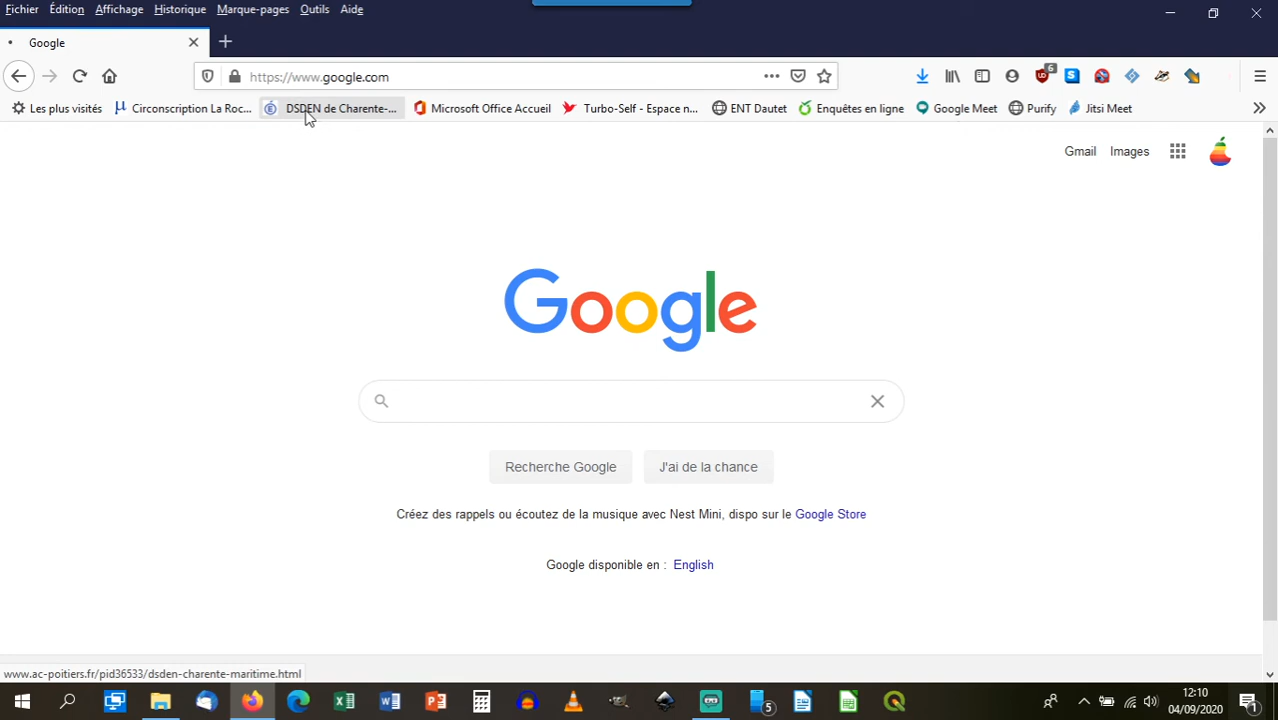 Fichier Édition Affichage Historique Marque-pages Outils Aide
Google
https://www.google.com
6
Les plus visités Circonscription La Roc... DSDEN de Charente-... Microsoft Office Accueil Turbo-Self - Espace n... ENT Dautet Enquêtes en ligne Google Meet Purify Jitsi Meet
Gmail Images
Google
Recherche Google J'ai de la chance
Créez des rappels ou écoutez de la musique avec Nest Mini, dispo sur le Google Store
Google disponible en : English
www.ac-poitiers.fr/pid36533/dsden-charente-maritime.html
5
12:10
04/09/2020
1